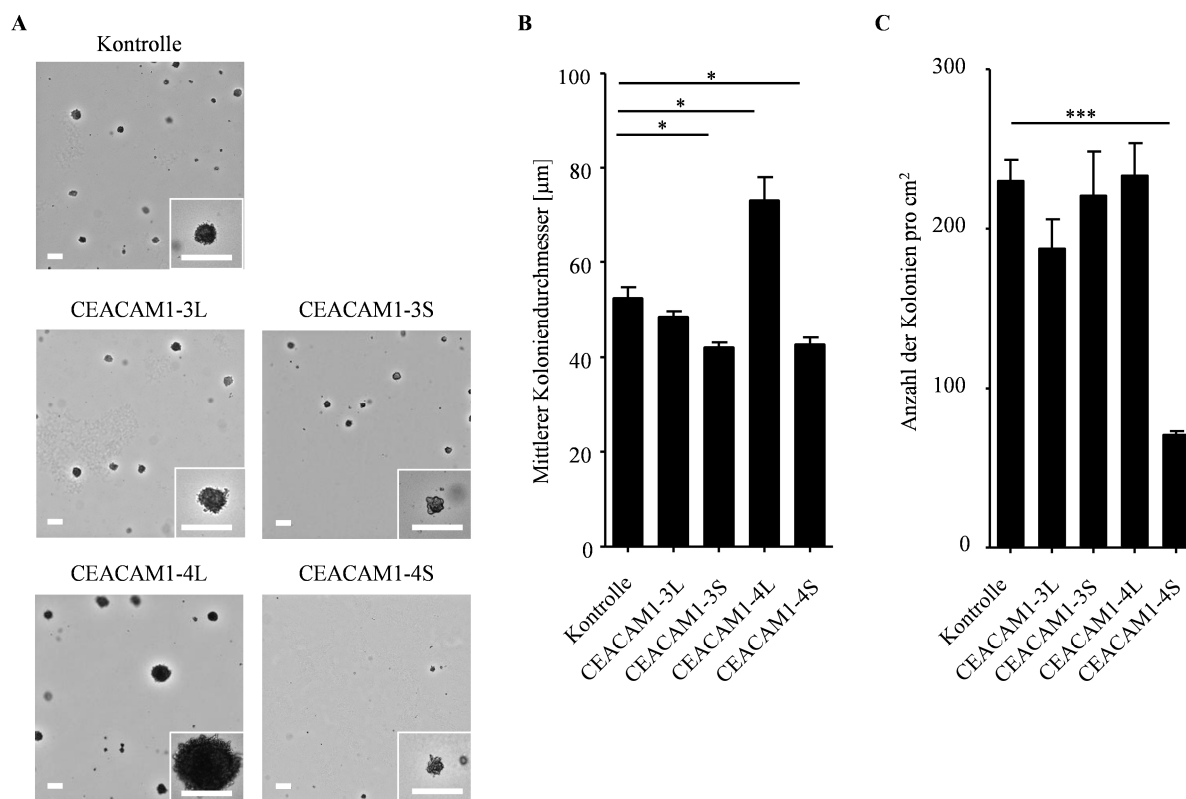 A
Kontrolle
CEACAM1-3L
CEACAM1-3S
CEACAM1-4L
CEACAM1-4S
B
Mittlerer Koloniendurchmesser [µm]
100
80
60
40
20
0
*
*
*
Kontrolle
CEACAM1-3L
CEACAM1-3S
CEACAM1-4L
CEACAM1-4S
C
Anzahl der Kolonien pro cm²
300
200
100
0
***
Kontrolle
CEACAM1-3L
CEACAM1-3S
CEACAM1-4L
CEACAM1-4S